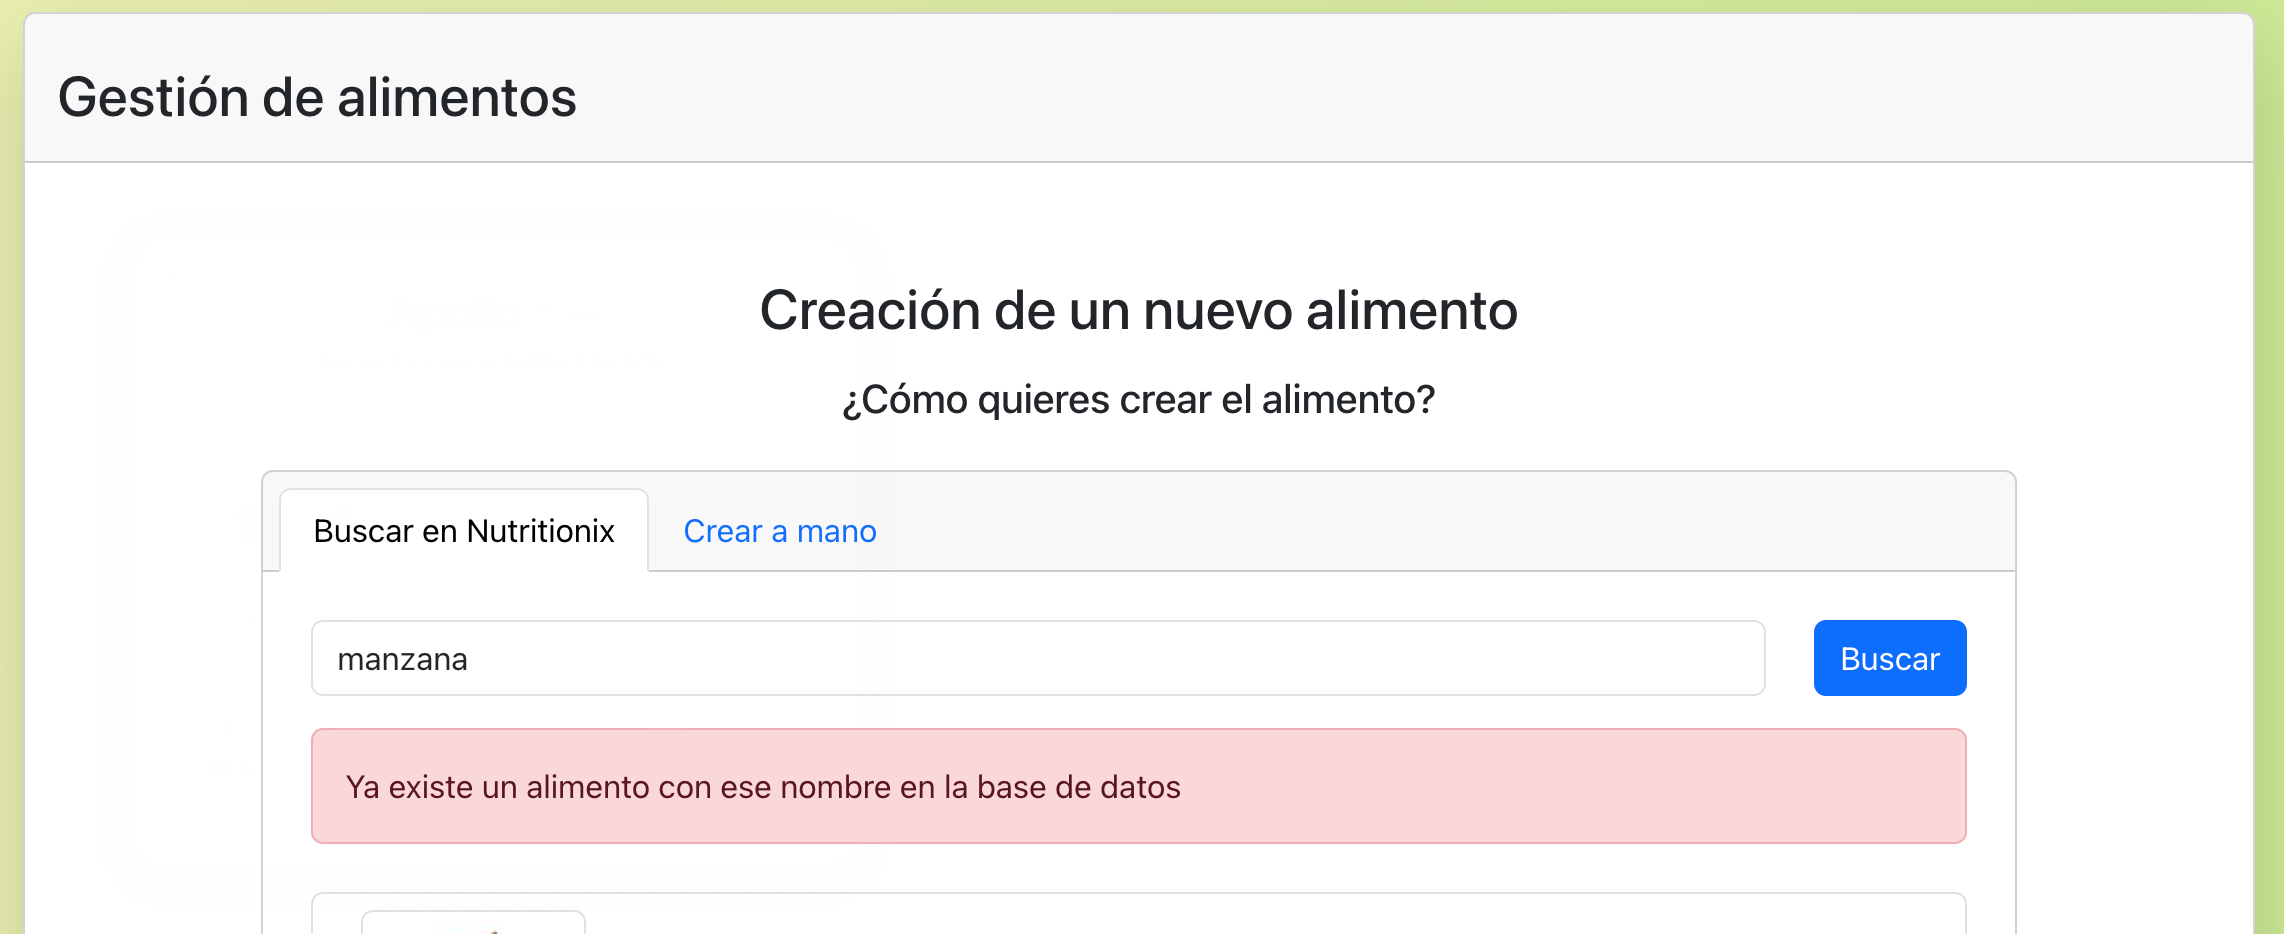 Gestión de alimentos
Creación de un nuevo alimento
¿Cómo quieres crear el alimento?
Buscar en Nutritionix
Crear a mano
manzana
Buscar
Ya existe un alimento con ese nombre en la base de datos